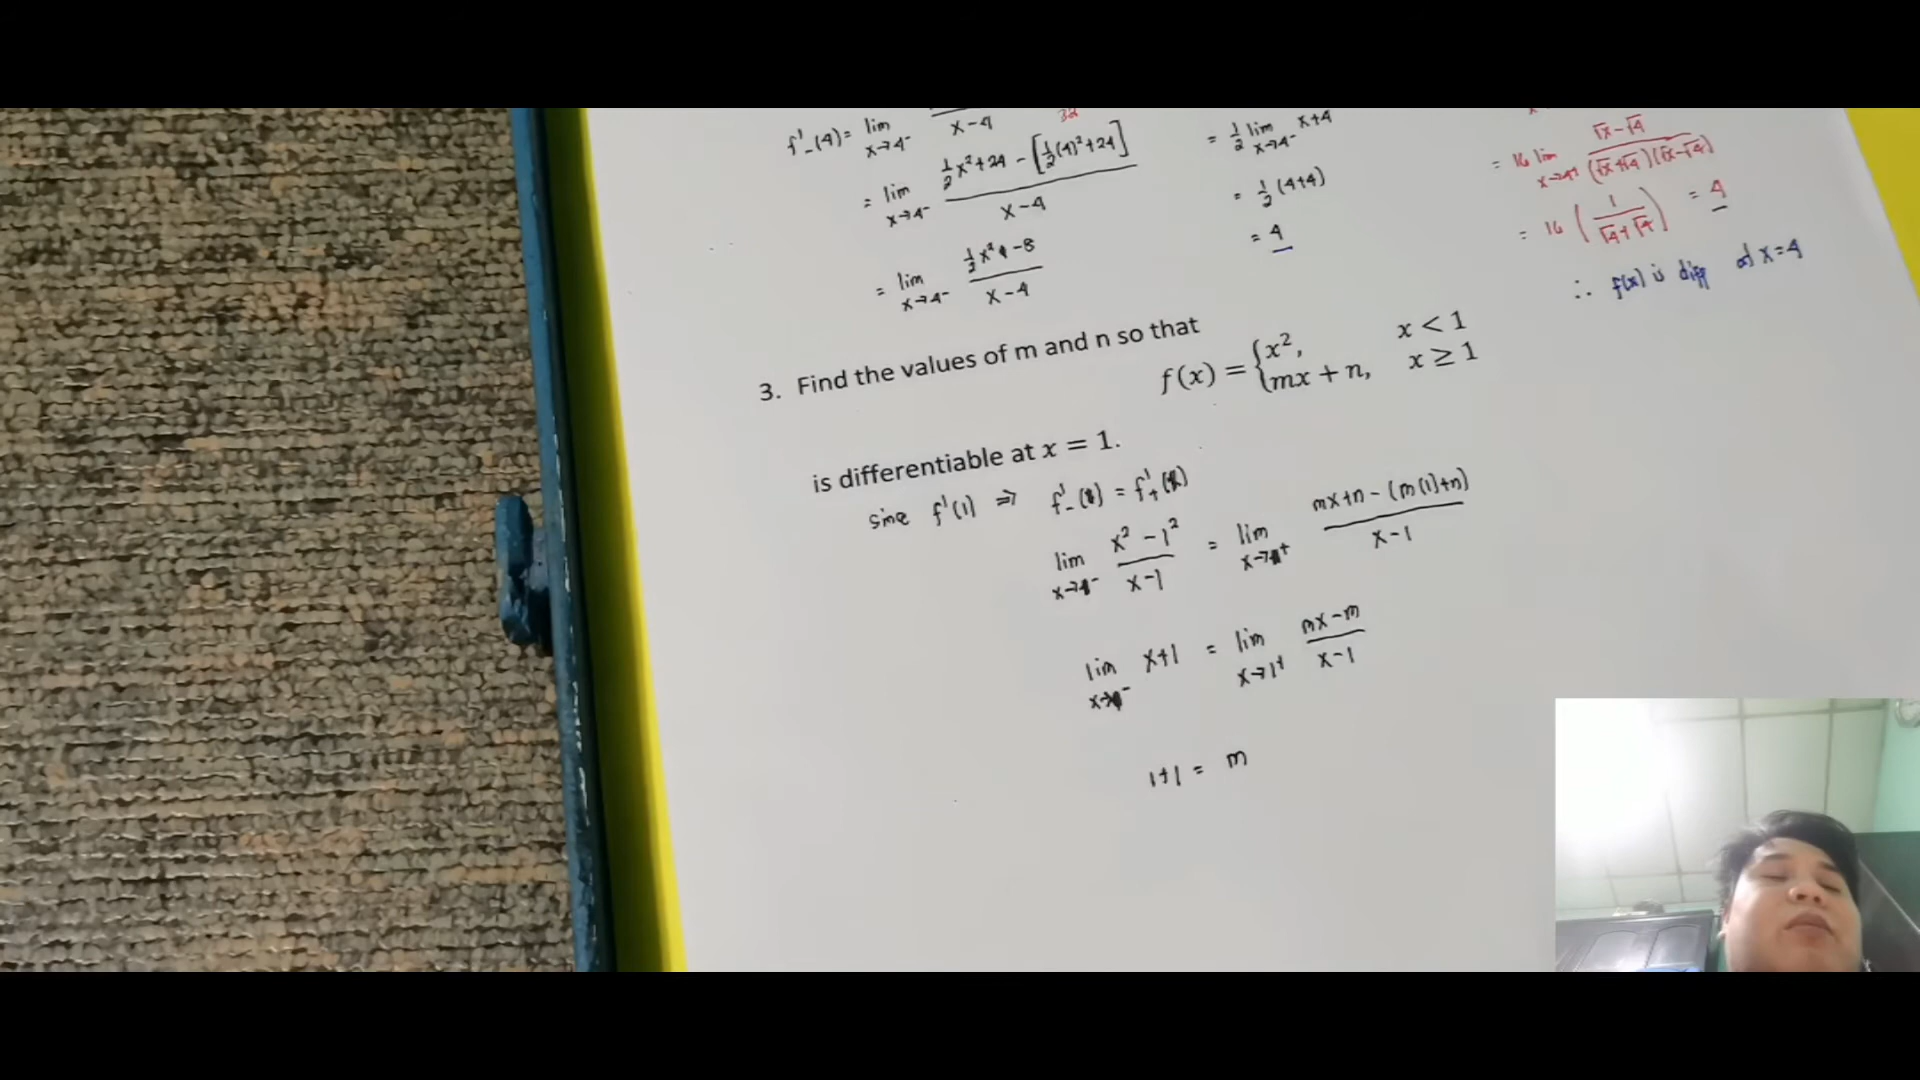 f'₋(4) = lim x→4⁻ x-4
32
= lim x→4⁻ (½x²+24 - [½(4)²+24]) / (x-4)
= lim x→4⁻ (½x² -8) / (x-4)
= ½ lim x→4⁻ x+4
= ½ (4+4)
= 4
= 16 lim x→4⁺ (√x-√4) / ((√x+√4)(√x-√4))
= 16 (1 / (√4+√4)) = 4
∴ f(x) is diff at x=4
3. Find the values of m and n so that
f(x) = { x², x < 1
mx + n, x ≥ 1
is differentiable at x = 1.
since f'(1) ⇒ f'₋(1) = f'₊(1)
lim x→1⁻ (x² - 1²) / (x-1) = lim x→1⁺ (mx+n - (m(1)+n)) / (x-1)
lim x→1⁻ x+1 = lim x→1⁺ (mx-m) / (x-1)
1+1 = m